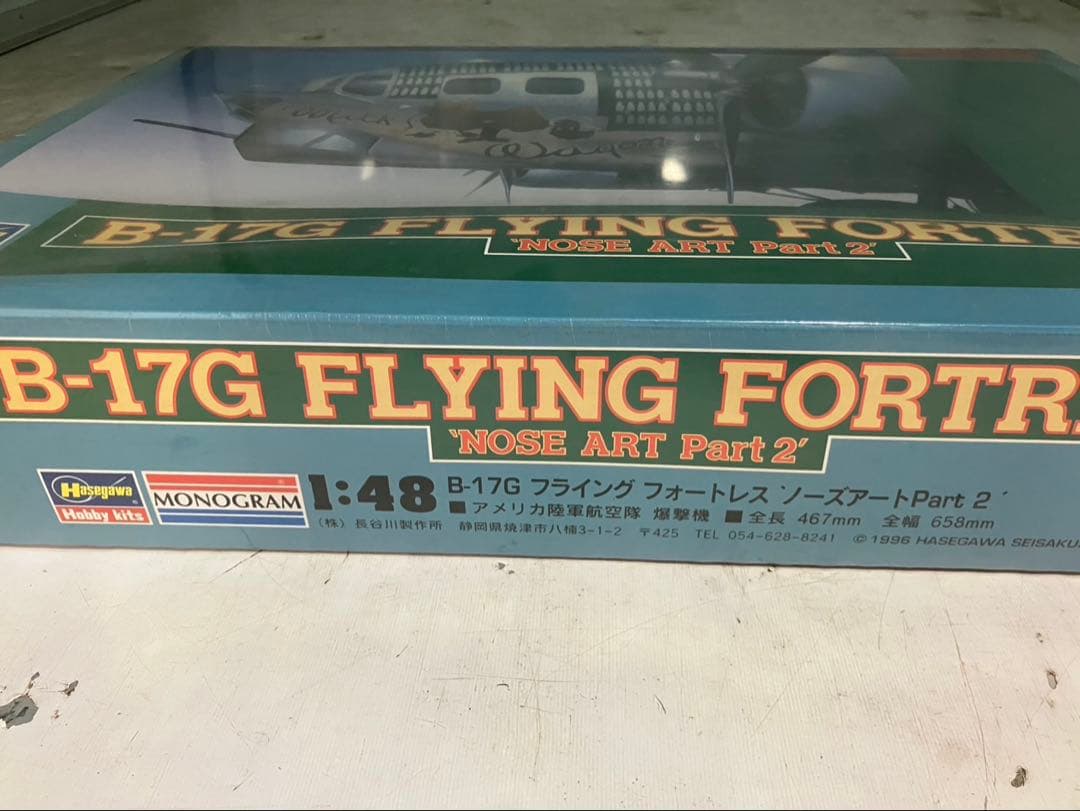 Milk
Wagon
B-17G FLYING FORTR
'NOSE ART Part 2'
B-17G FLYING FORTR
'NOSE ART Part 2'
Hasegawa
Hobby kits
MONOGRAM
1:48
B-17G フライング フォートレス 'ノーズアートPart 2'
■アメリカ陸軍航空隊 爆撃機 ■全長 467mm 全幅 658mm
(株)長谷川製作所 静岡県焼津市八楠3-1-2 〒425 TEL 054-628-8241 ©1996 HASEGAWA SEISAKU